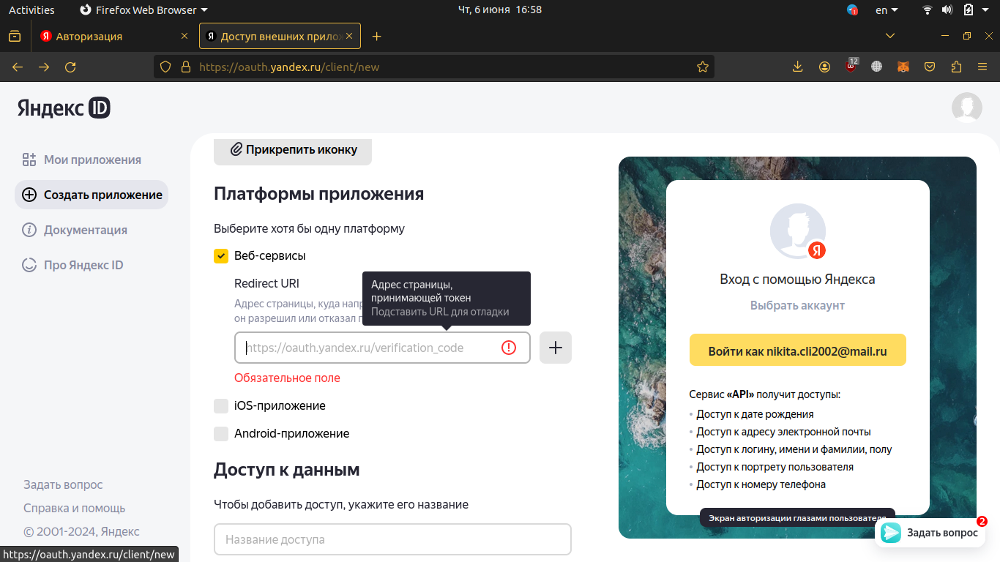 Activities
Firefox Web Browser
Чт, 6 июня 16:58
1
en
Я Авторизация
Я Доступ внешних прилож
https://oauth.yandex.ru/client/new
12
Яндекс ID
Мои приложения
Создать приложение
Документация
Про Яндекс ID
Задать вопрос
Справка и помощь
© 2001-2024, Яндекс
https://oauth.yandex.ru/client/new
Прикрепить иконку
Платформы приложения
Выберите хотя бы одну платформу
Веб-сервисы
Redirect URI
Адрес страницы, куда напр
он разрешил или отказал п
Адрес страницы,
принимающей токен
Подставить URL для отладки
https://oauth.yandex.ru/verification_code
Обязательное поле
iOS-приложение
Android-приложение
Доступ к данным
Чтобы добавить доступ, укажите его название
Название доступа
Я
Вход с помощью Яндекса
Выбрать аккаунт
Войти как nikita.cli2002@mail.ru
Сервис «API» получит доступы:
• Доступ к дате рождения
• Доступ к адресу электронной почты
• Доступ к логину, имени и фамилии, полу
• Доступ к портрету пользователя
• Доступ к номеру телефона
Экран авторизации глазами пользователя
Задать вопрос
2